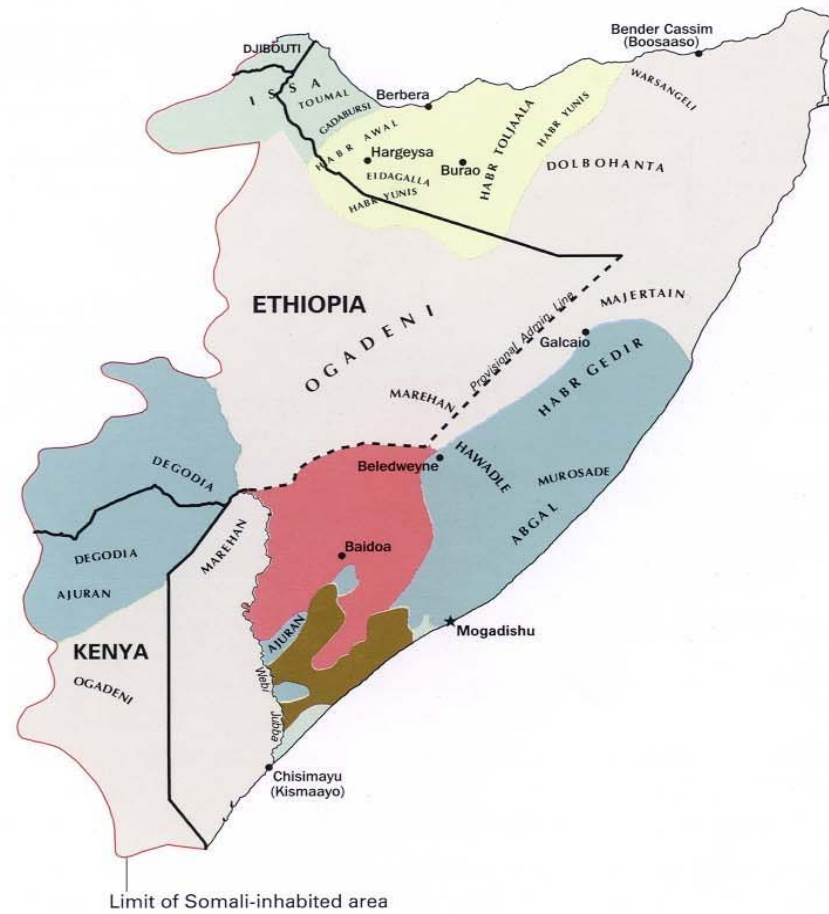 Bender Cassim
(Boosaaso)
DJIBOUTI
WARSANGELI
ISSA
TOUMAL
Berbera
GADABURSI
HABR AWAL
HABR TOLJAALA
HABR YUNIS
Hargeysa
Burao
EIDAGALLA
HABR YUNIS
DOLBOHANTA
ETHIOPIA
OGADENI
MAJERTAIN
Provisional Admin Line
Galcaio
HABR GEDIR
MAREHAN
Beledweyne
HAWADLE
DEGODIA
MUROSADE
ABGAL
MAREHAN
DEGODIA
Baidoa
AJURAN
AJURAN
Mogadishu
KENYA
OGADENI
Webi
Jubba
Chisimayu
(Kismaayo)
Limit of Somali-inhabited area